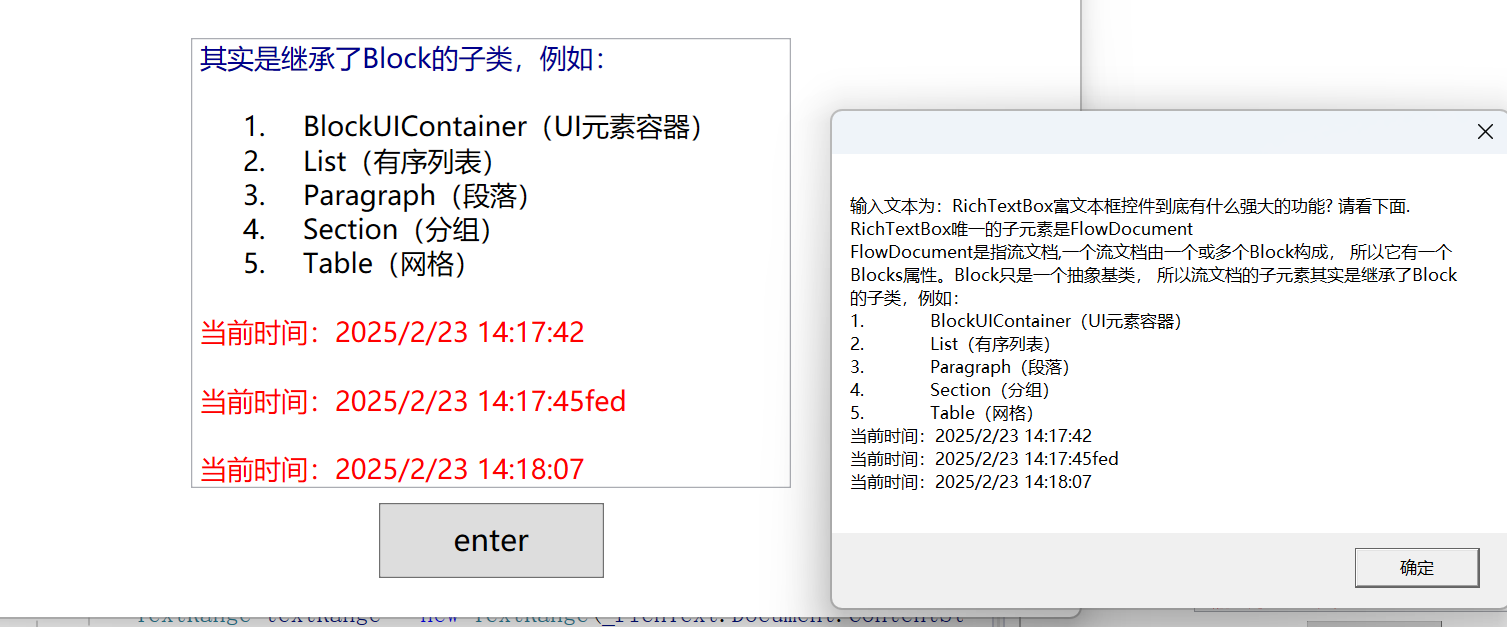 其实是继承了Block的子类，例如：
1. BlockUIContainer（UI元素容器）
2. List（有序列表）
3. Paragraph（段落）
4. Section（分组）
5. Table（网格）
当前时间：2025/2/23 14:17:42
当前时间：2025/2/23 14:17:45fed
当前时间：2025/2/23 14:18:07
enter
输入文本为：RichTextBox富文本框控件到底有什么强大的功能? 请看下面.
RichTextBox唯一的子元素是FlowDocument
FlowDocument是指流文档,一个流文档由一个或多个Block构成， 所以它有一个
Blocks属性。Block只是一个抽象基类， 所以流文档的子元素其实是继承了Block
的子类，例如：
1. BlockUIContainer（UI元素容器）
2. List（有序列表）
3. Paragraph（段落）
4. Section（分组）
5. Table（网格）
当前时间：2025/2/23 14:17:42
当前时间：2025/2/23 14:17:45fed
当前时间：2025/2/23 14:18:07
确定